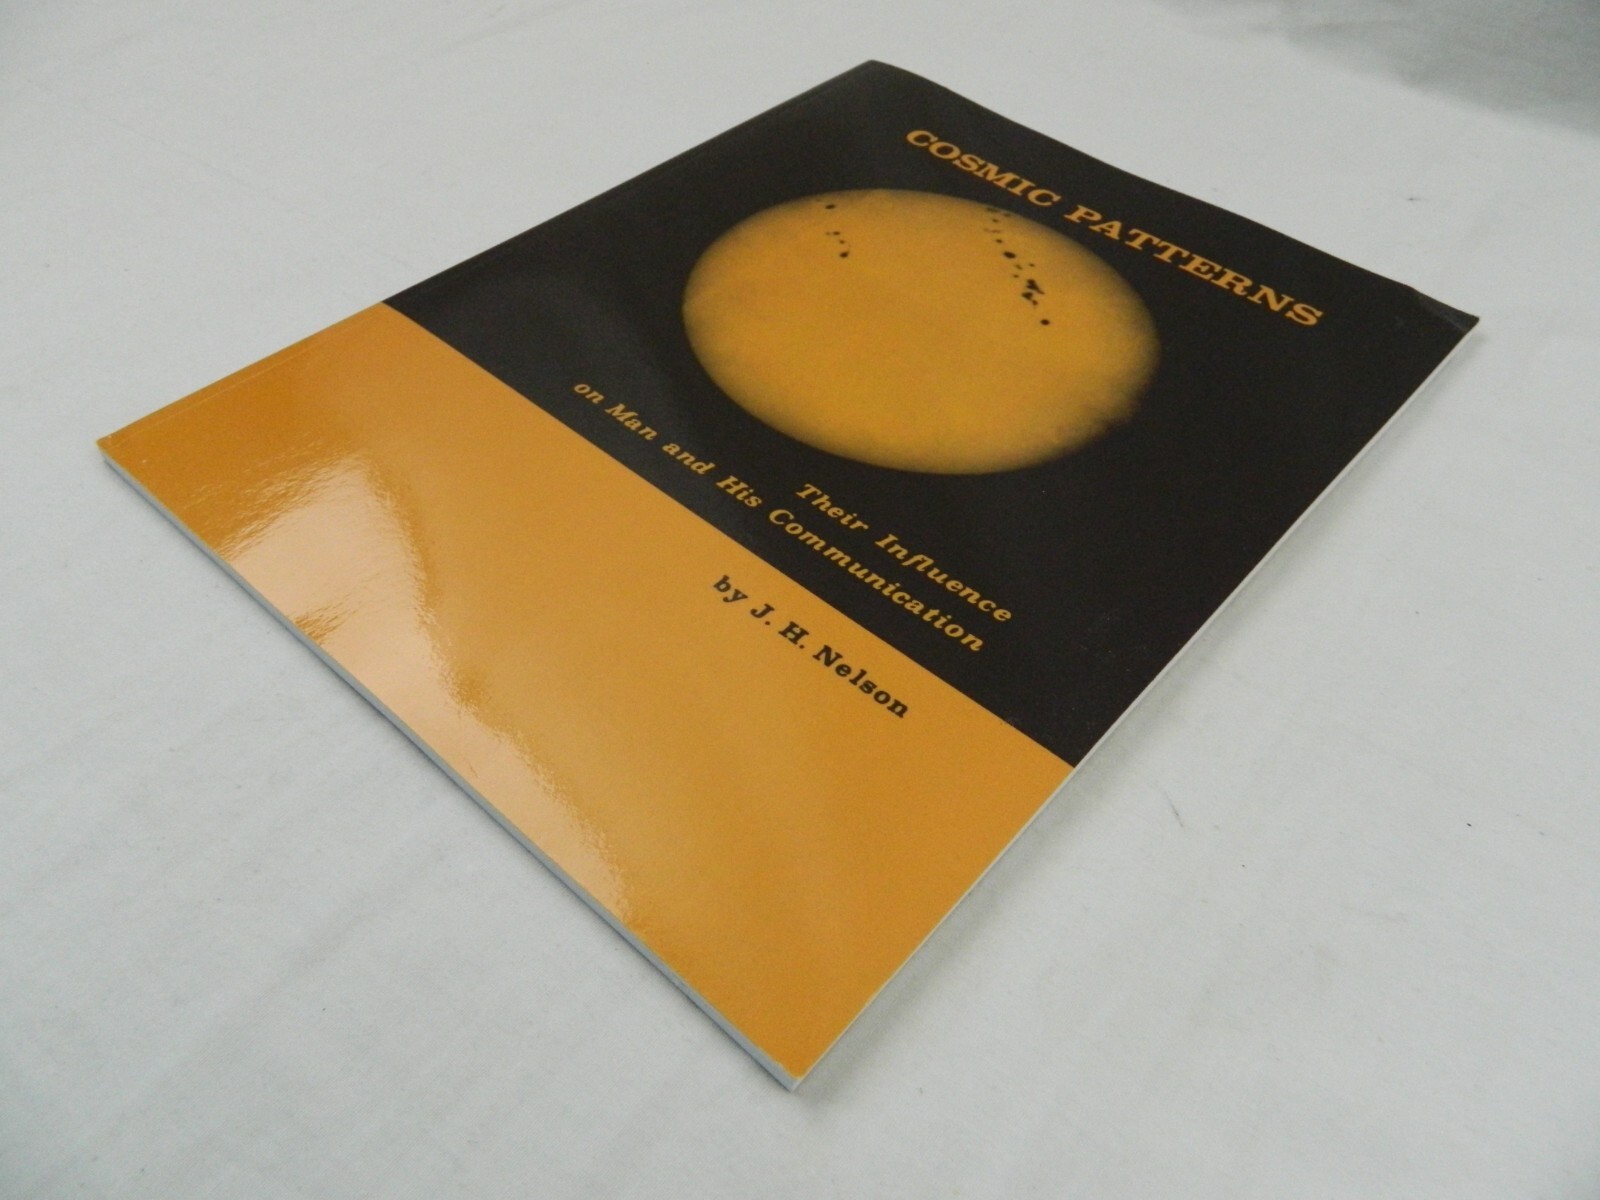 COSMIC PATTERNS
Their Influence
on Man and His Communication
by J. H. Nelson